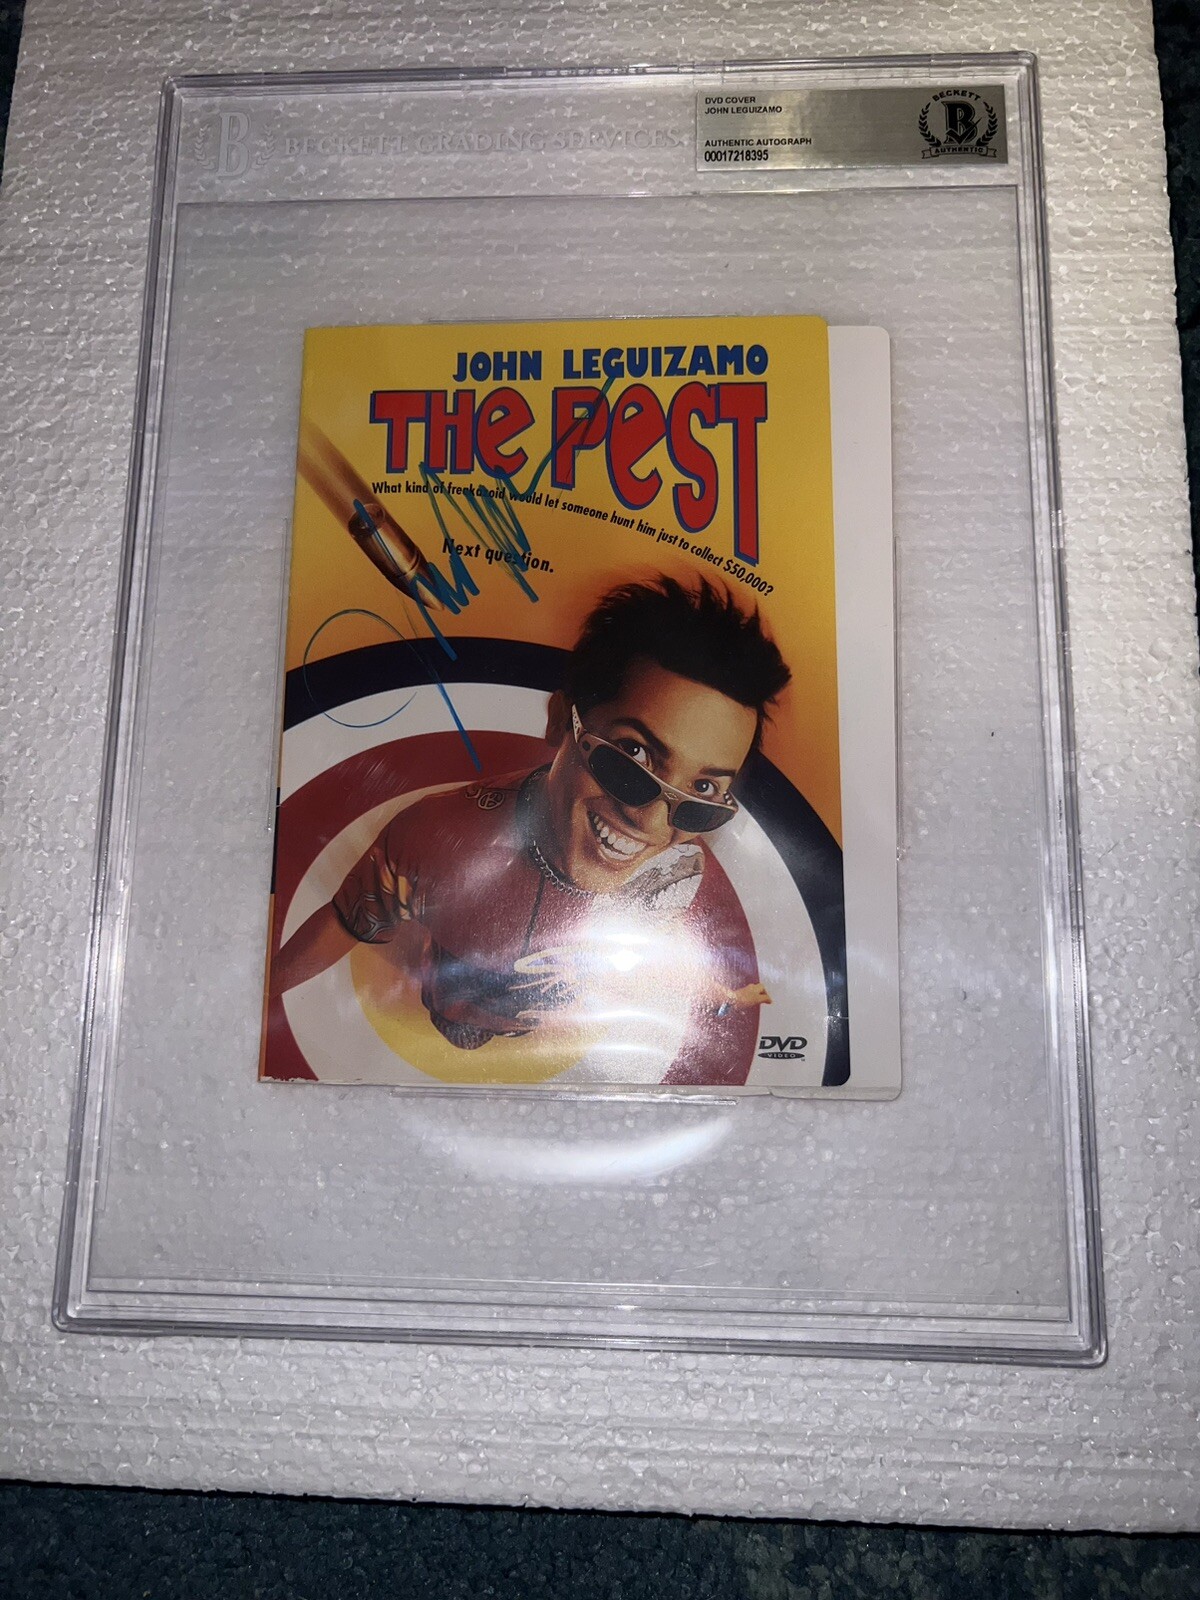 BECKETT GRADING SERVICES
DVD COVER
JOHN LEGUIZAMO
AUTHENTIC AUTOGRAPH
00017218395
BECKETT
B
AUTHENTIC
JOHN LEGUIZAMO
THE PEST
What kind of freekazoid would let someone hunt him just to collect $50,000?
Next question.
DVD
VIDEO